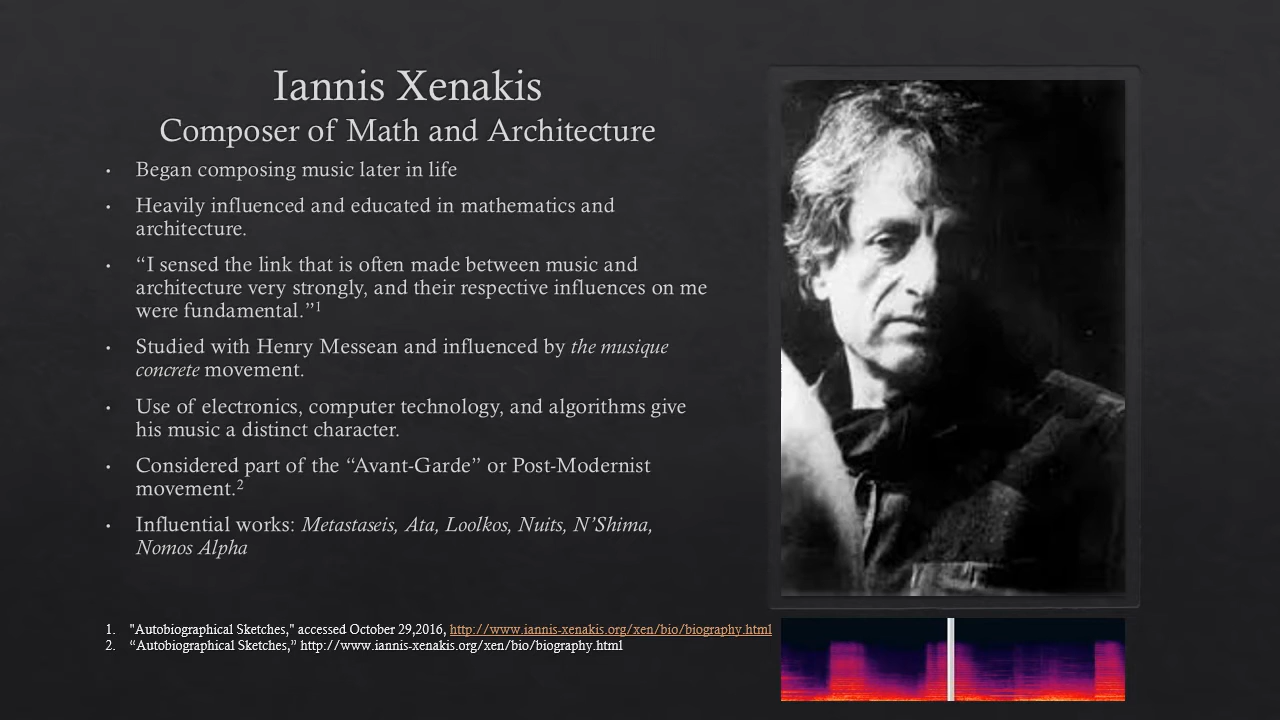 Iannis Xenakis
Composer of Math and Architecture
• Began composing music later in life
• Heavily influenced and educated in mathematics and
architecture.
• “I sensed the link that is often made between music and
architecture very strongly, and their respective influences on me
were fundamental.”1
• Studied with Henry Messean and influenced by the musique
concrete movement.
• Use of electronics, computer technology, and algorithms give
his music a distinct character.
• Considered part of the “Avant-Garde” or Post-Modernist
movement.2
• Influential works: Metastaseis, Ata, Loolkos, Nuits, N’Shima,
Nomos Alpha
1. "Autobiographical Sketches," accessed October 29,2016, http://www.iannis-xenakis.org/xen/bio/biography.html
2. “Autobiographical Sketches,” http://www.iannis-xenakis.org/xen/bio/biography.html